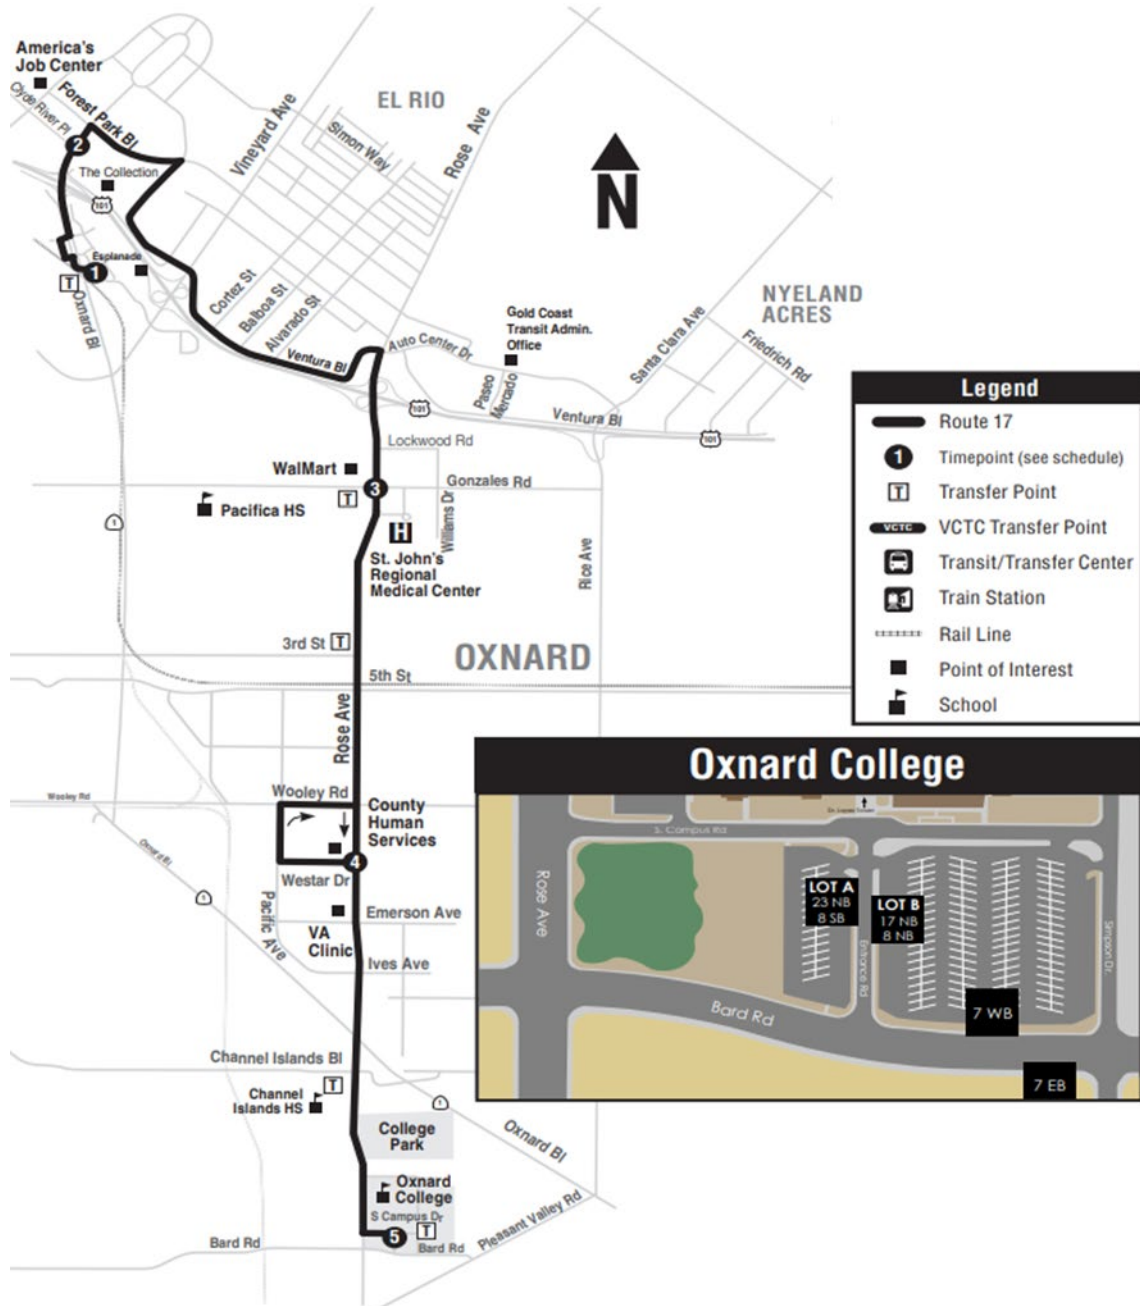 America's
Job Center
Clyde River Pl
Forest Park Bl
2
The Collection
101
Esplanade
1
T
Oxnard Bl
Vineyard Ave
EL RIO
Simon Way
Rose Ave
N
Cortez St
Balboa St
Alvarado St
Ventura Bl
Auto Center Dr
Gold Coast
Transit Admin.
Office
Paseo
Mercado
Santa Clara Ave
NYELAND
ACRES
Friedrich Rd
101
Ventura Bl
101
Lockwood Rd
WalMart
3
Gonzales Rd
T
Pacifica HS
1
H
Williams Dr
St. John's
Regional
Medical Center
Rice Ave
3rd St T
OXNARD
5th St
Rose Ave
Wooley Rd
Wooley Rd
County
Human
Services
4
Oxnard Bl
Westar Dr
1
Pacific Ave
Emerson Ave
VA
Clinic
Ives Ave
Channel Islands Bl
T
Channel
Islands HS
1
College
Park
Oxnard Bl
Oxnard
College
S Campus Dr
T
5
Bard Rd
Bard Rd
Pleasant Valley Rd
Legend
Route 17
1 Timepoint (see schedule)
T Transfer Point
VCTC VCTC Transfer Point
Transit/Transfer Center
Train Station
Rail Line
Point of Interest
School
Oxnard College
S. Campus Rd
Rose Ave
LOT A
23 NB
8 SB
LOT B
17 NB
8 NB
Entrance Rd
Simpson Dr.
Bard Rd
7 WB
7 EB